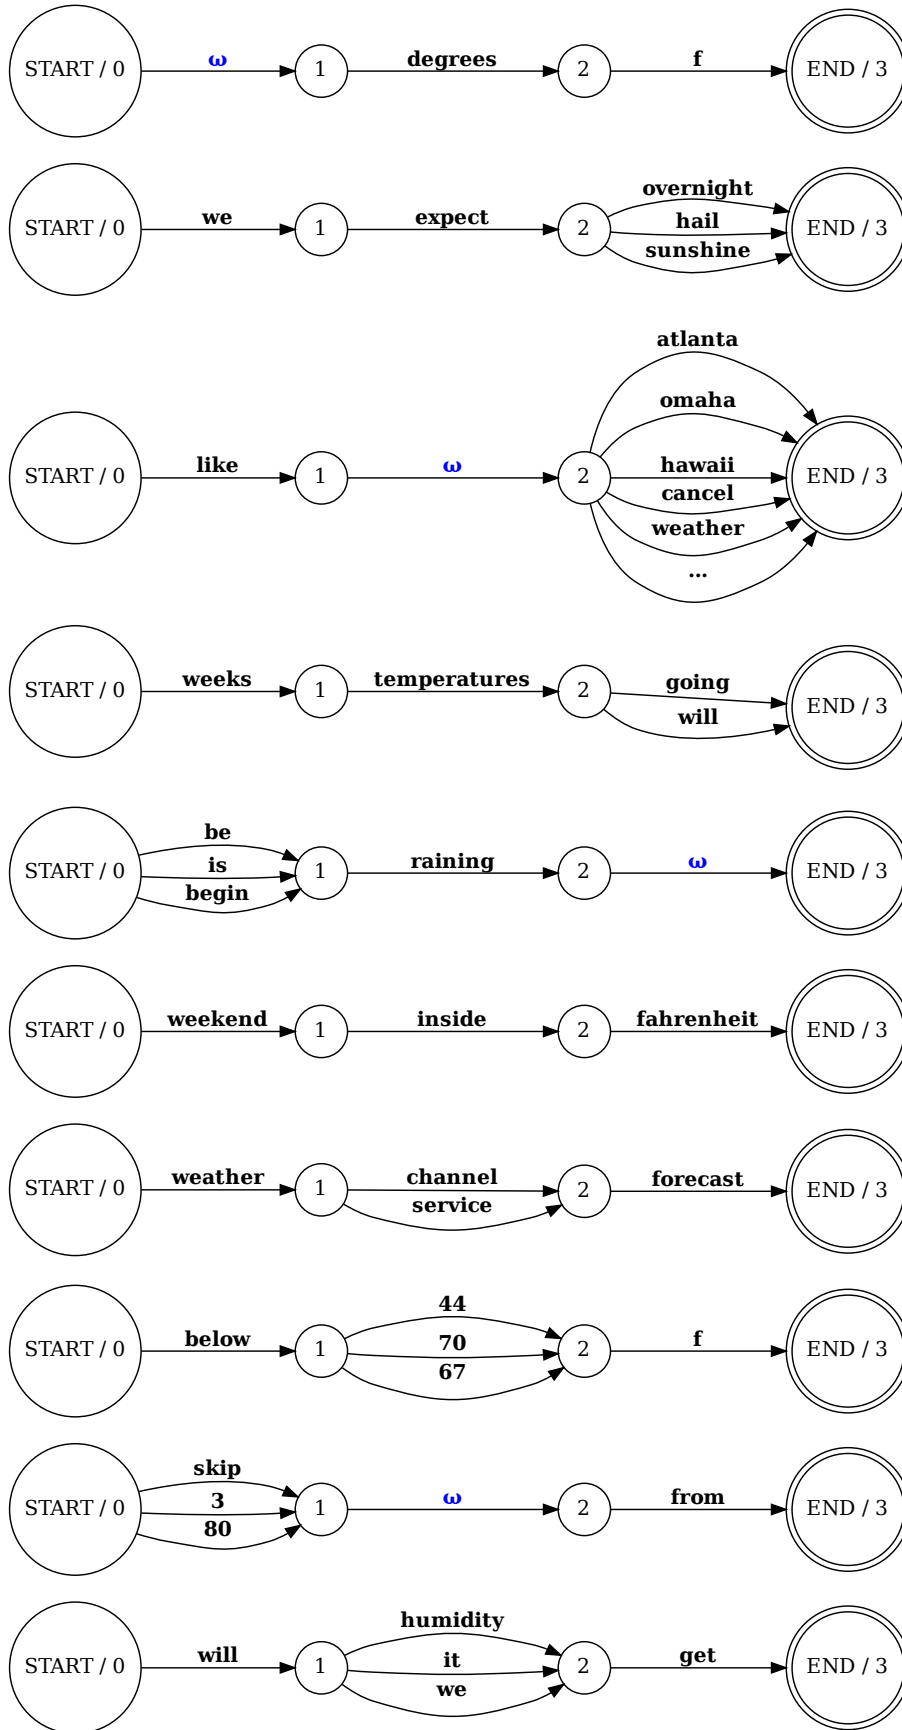 START / 0 ω 1 degrees 2 f END / 3
overnight
START / 0 we 1 expect 2 hail END / 3
sunshine
atlanta
omaha
START / 0 like 1 ω 2 hawaii END / 3
cancel
weather
...
START / 0 weeks 1 temperatures 2 going END / 3
will
be
START / 0 is 1 raining 2 ω END / 3
begin
START / 0 weekend 1 inside 2 fahrenheit END / 3
START / 0 weather 1 channel 2 forecast END / 3
service
44
START / 0 below 1 70 2 f END / 3
67
skip
START / 0 3 1 ω 2 from END / 3
80
humidity
START / 0 will 1 it 2 get END / 3
we